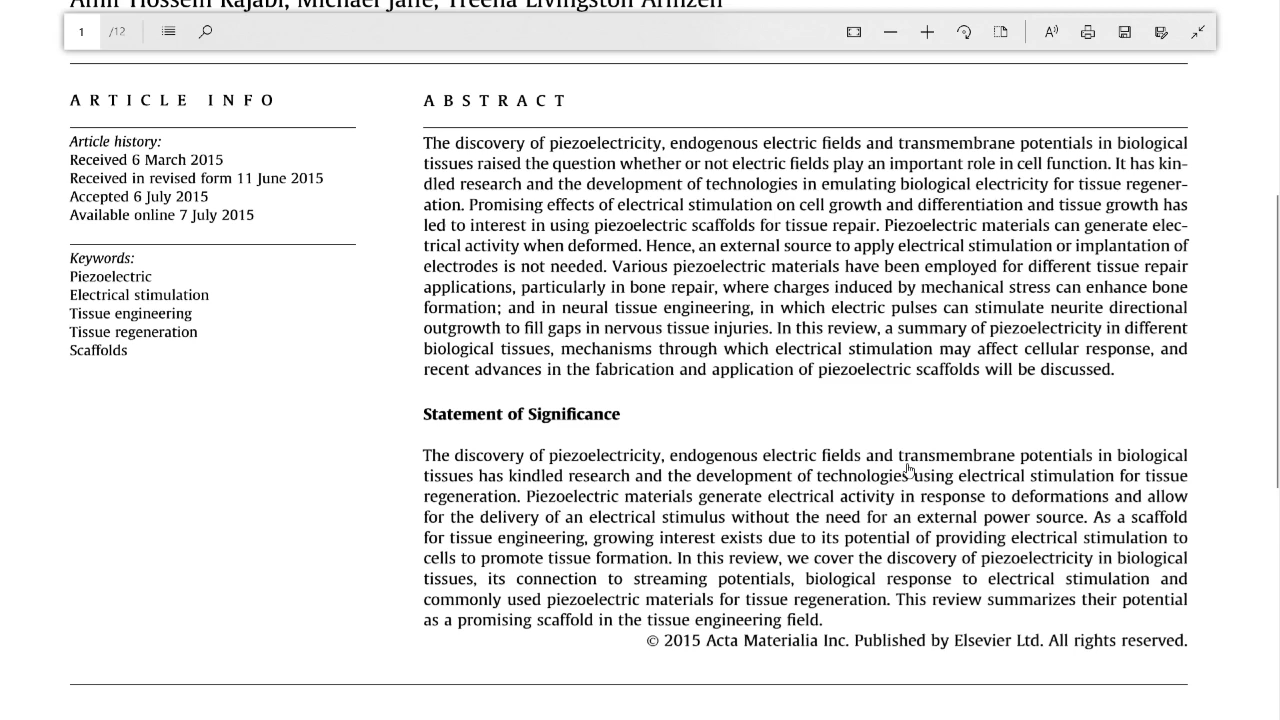 Amir Hossein Rajabi, Michael Jaffe, Treena Livingston Arinzeh
1 /12
ARTICLE INFO
Article history:
Received 6 March 2015
Received in revised form 11 June 2015
Accepted 6 July 2015
Available online 7 July 2015
Keywords:
Piezoelectric
Electrical stimulation
Tissue engineering
Tissue regeneration
Scaffolds
ABSTRACT
The discovery of piezoelectricity, endogenous electric fields and transmembrane potentials in biological
tissues raised the question whether or not electric fields play an important role in cell function. It has kin-
dled research and the development of technologies in emulating biological electricity for tissue regener-
ation. Promising effects of electrical stimulation on cell growth and differentiation and tissue growth has
led to interest in using piezoelectric scaffolds for tissue repair. Piezoelectric materials can generate elec-
trical activity when deformed. Hence, an external source to apply electrical stimulation or implantation of
electrodes is not needed. Various piezoelectric materials have been employed for different tissue repair
applications, particularly in bone repair, where charges induced by mechanical stress can enhance bone
formation; and in neural tissue engineering, in which electric pulses can stimulate neurite directional
outgrowth to fill gaps in nervous tissue injuries. In this review, a summary of piezoelectricity in different
biological tissues, mechanisms through which electrical stimulation may affect cellular response, and
recent advances in the fabrication and application of piezoelectric scaffolds will be discussed.
Statement of Significance
The discovery of piezoelectricity, endogenous electric fields and transmembrane potentials in biological
tissues has kindled research and the development of technologies using electrical stimulation for tissue
regeneration. Piezoelectric materials generate electrical activity in response to deformations and allow
for the delivery of an electrical stimulus without the need for an external power source. As a scaffold
for tissue engineering, growing interest exists due to its potential of providing electrical stimulation to
cells to promote tissue formation. In this review, we cover the discovery of piezoelectricity in biological
tissues, its connection to streaming potentials, biological response to electrical stimulation and
commonly used piezoelectric materials for tissue regeneration. This review summarizes their potential
as a promising scaffold in the tissue engineering field.
© 2015 Acta Materialia Inc. Published by Elsevier Ltd. All rights reserved.